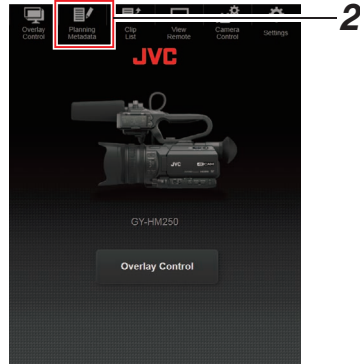 Overlay Control
Planning Metadata
Clip List
View Remote
Camera Control
Settings
2
JVC
JVC
GY-HM250
Overlay Control